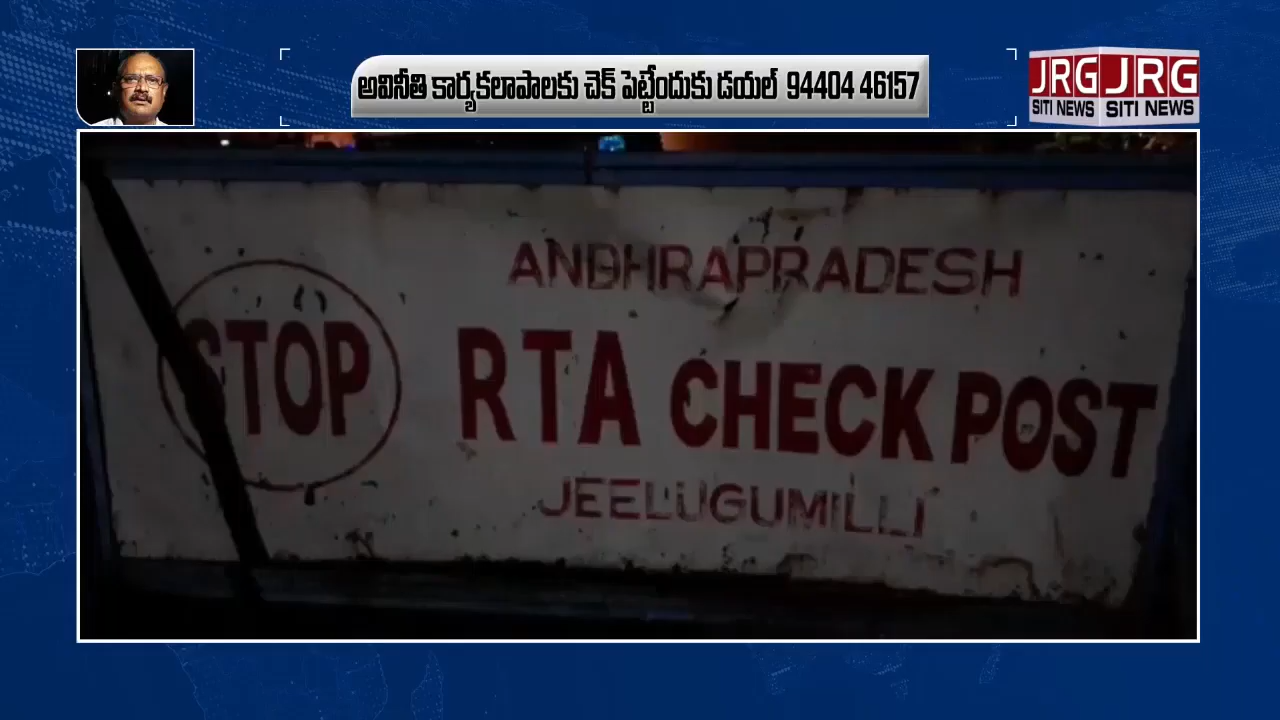 అవినీతి కార్యకలాపాలకు చెక్ పెట్టేందుకు డయల్ 94404 46157
JRG JRG
SITI NEWS SITI NEWS
ANDHRAPRADESH
STOP RTA CHECK POST
JEELUGUMILLI